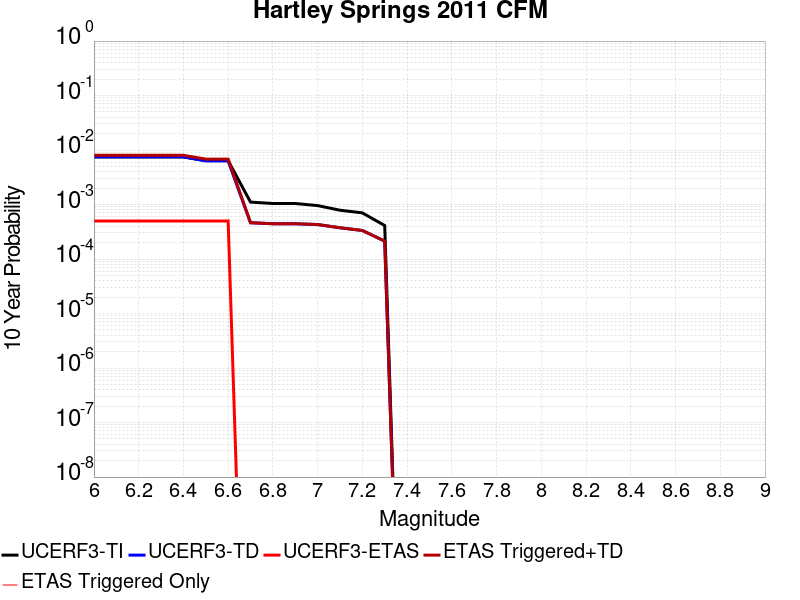 Hartley Springs 2011 CFM
10 Year Probability
10^0
10^-1
10^-2
10^-3
10^-4
10^-5
10^-6
10^-7
10^-8
6 6.2 6.4 6.6 6.8 7 7.2 7.4 7.6 7.8 8 8.2 8.4 8.6 8.8 9
Magnitude
UCERF3-TI UCERF3-TD UCERF3-ETAS ETAS Triggered+TD
ETAS Triggered Only